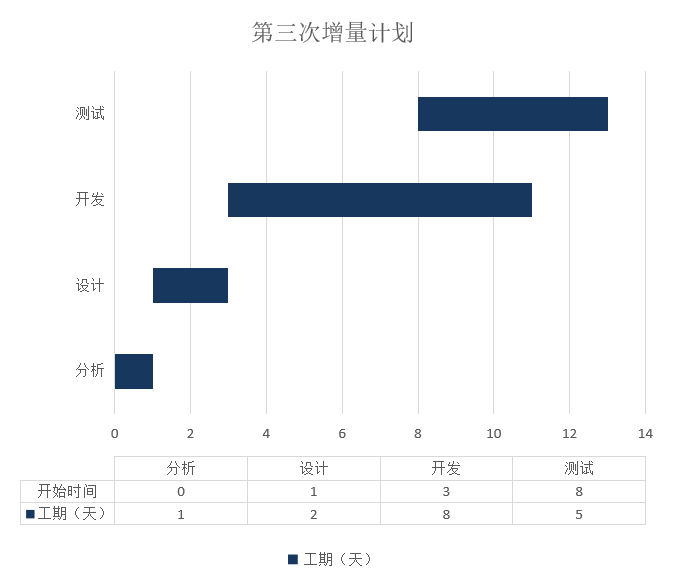 第三次增量计划
测试
开发
设计
分析
0 2 4 6 8 10 12 14
分析 设计 开发 测试
开始时间 0 1 3 8
工期（天） 1 2 8 5
工期（天）